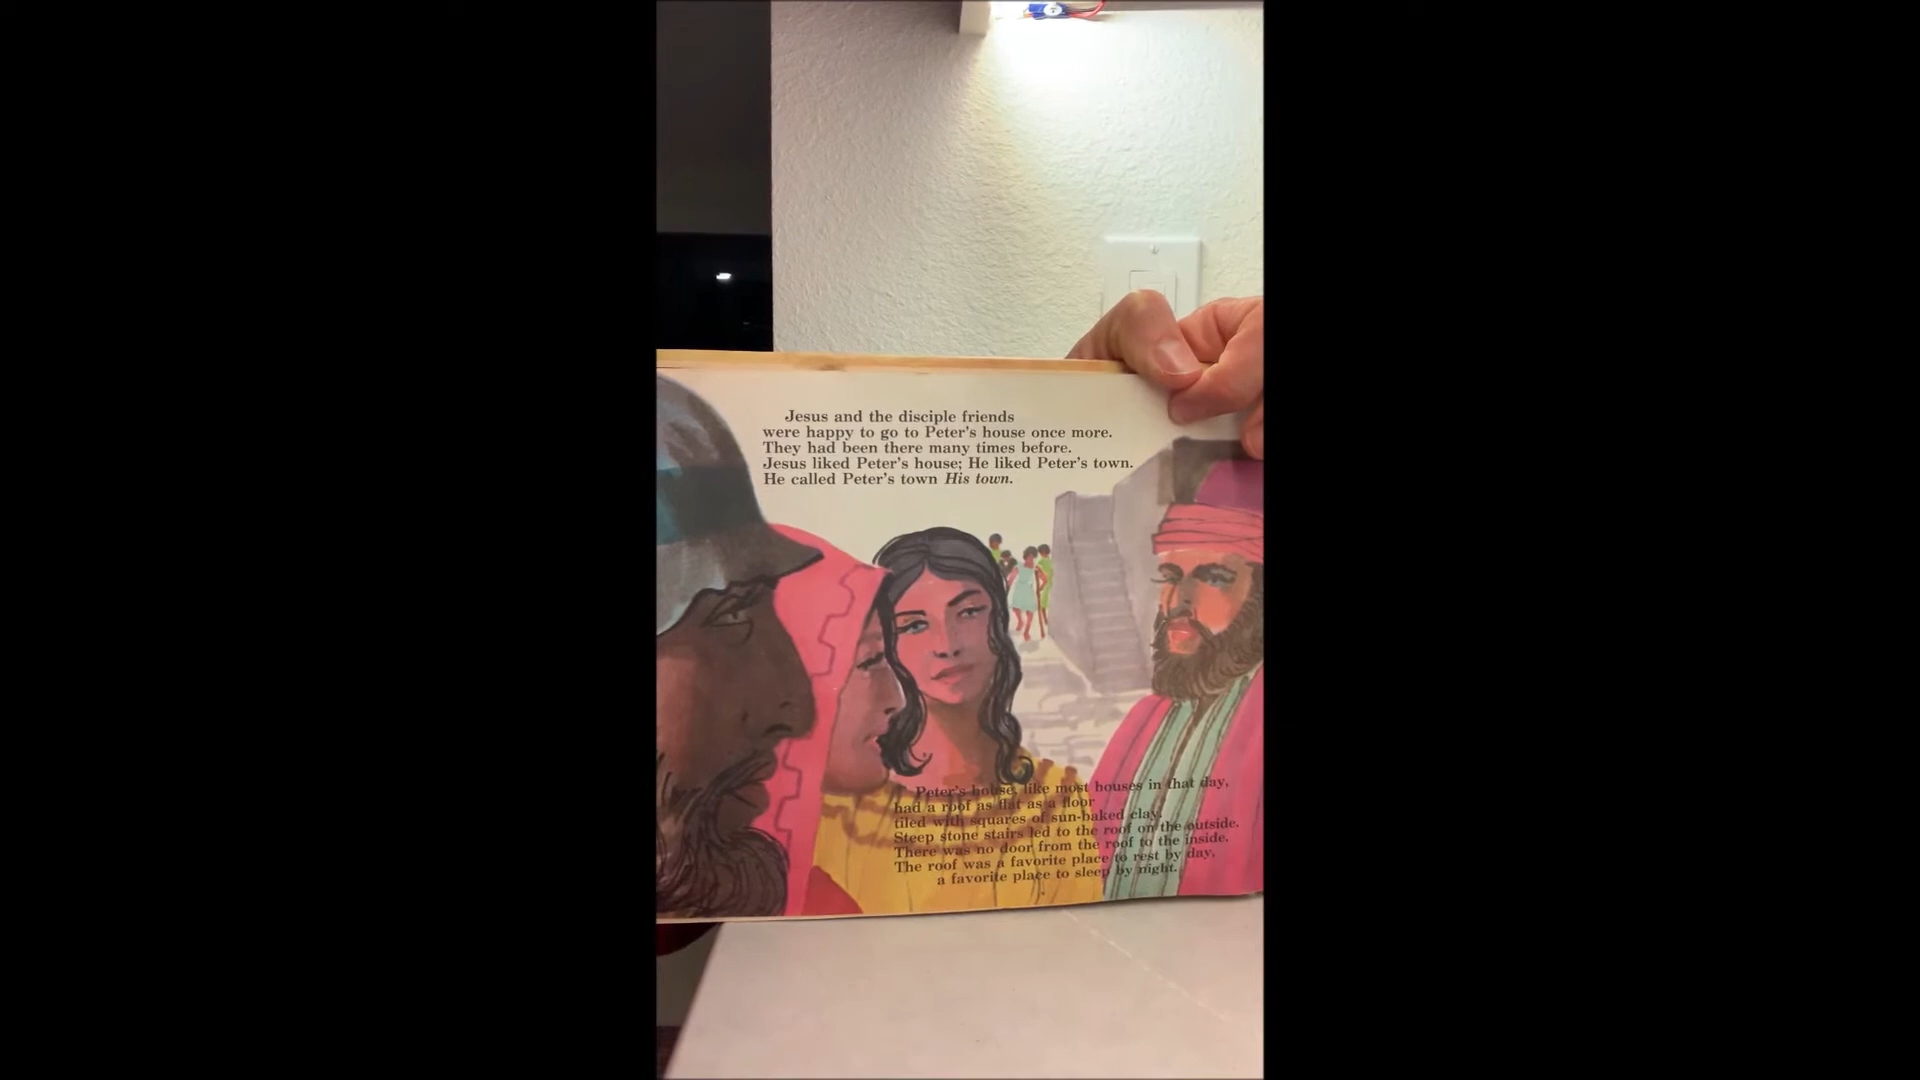 Jesus and the disciple friends
were happy to go to Peter's house once more.
They had been there many times before.
Jesus liked Peter's house; He liked Peter's town.
He called Peter's town His town.
Peter's house, like most houses in that day,
had a roof as flat as a floor
tiled with squares of sun-baked clay.
Steep stone stairs led to the roof on the outside.
There was no door from the roof to the inside.
The roof was a favorite place to rest by day,
a favorite place to sleep by night.